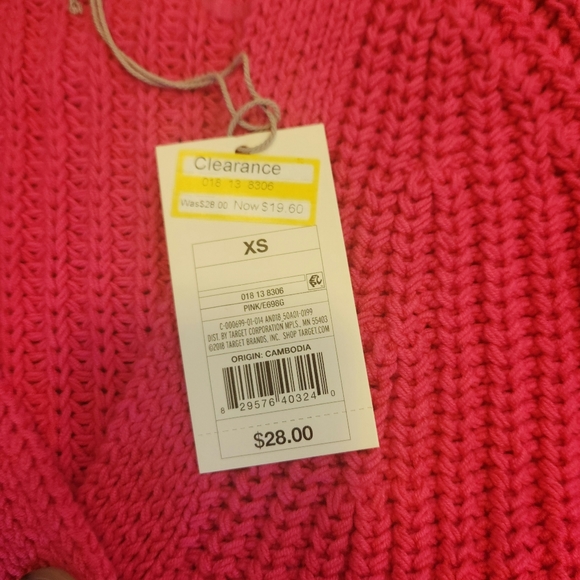 Clearance
018 13 8306
Was$28.00 Now $19.60
XS
018 13 8306
PINK/E698G
C-000699-01-014 AN018_50A01-0199
DIST. BY TARGET CORPORATION MPLS., MN 55403
©2018 TARGET BRANDS, INC. SHOP TARGET.COM
ORIGIN: CAMBODIA
8 29576 40324 0
$28.00